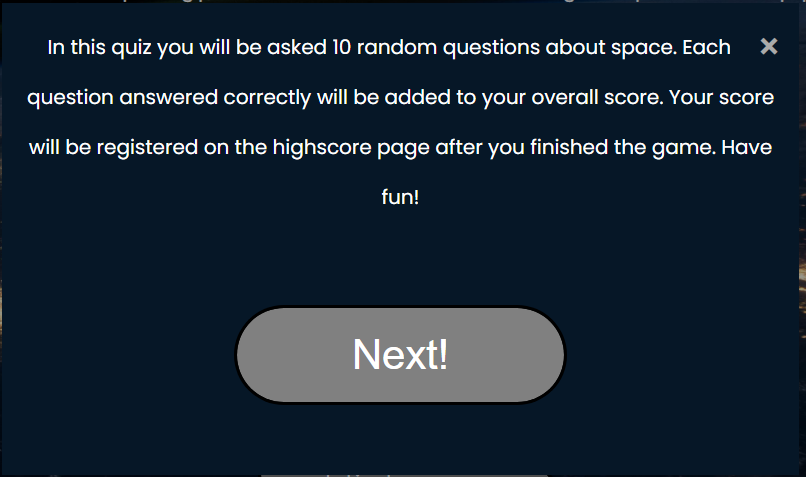 In this quiz you will be asked 10 random questions about space. Each
question answered correctly will be added to your overall score. Your score
will be registered on the highscore page after you finished the game. Have
fun!
Next!